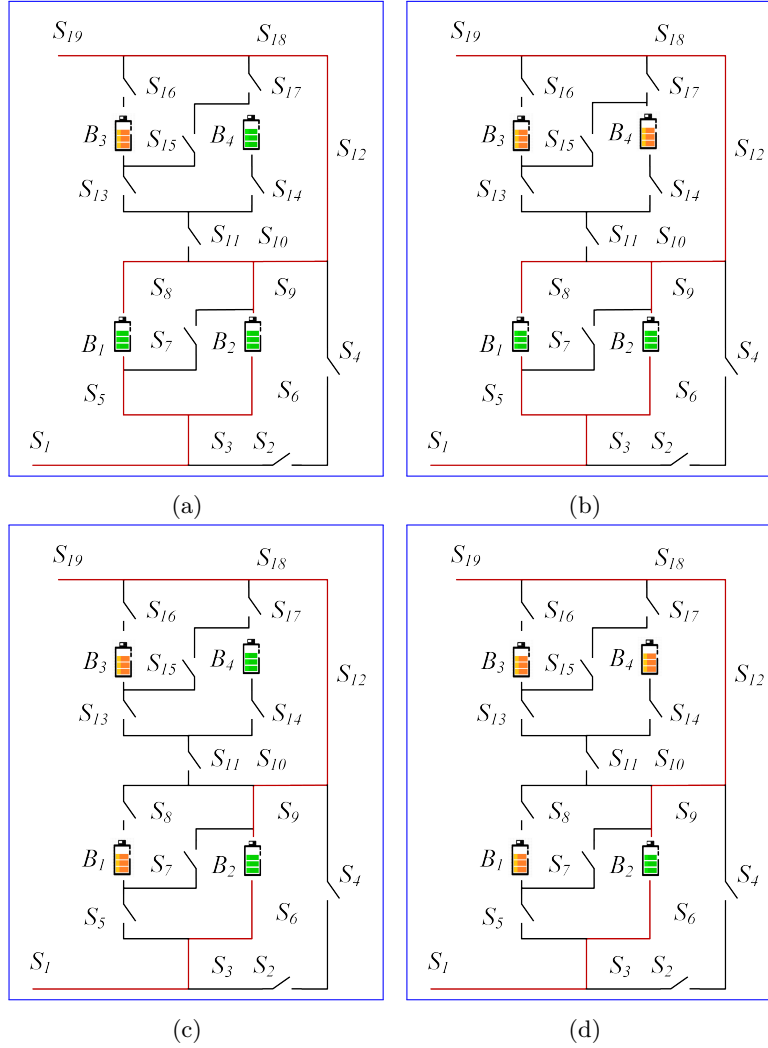 S19 S18 S19 S18
S16 S17 S16 S17
B3 S15 B4 B3 S15 B4
S12 S12
S13 S14 S13 S14
S11 S10 S11 S10
S8 S9 S8 S9
B1 S7 B2 S4 B1 S7 B2 S4
S5 S6 S5 S6
S1 S3 S2 S1 S3 S2
(a) (b)
S19 S18 S19 S18
S16 S17 S16 S17
B3 S15 B4 S12 B3 S15 B4 S12
S13 S14 S13 S14
S11 S10 S11 S10
S8 S9 S8 S9
B1 S7 B2 S4 B1 S7 B2 S4
S5 S6 S5 S6
S1 S3 S2 S1 S3 S2
(c) (d)